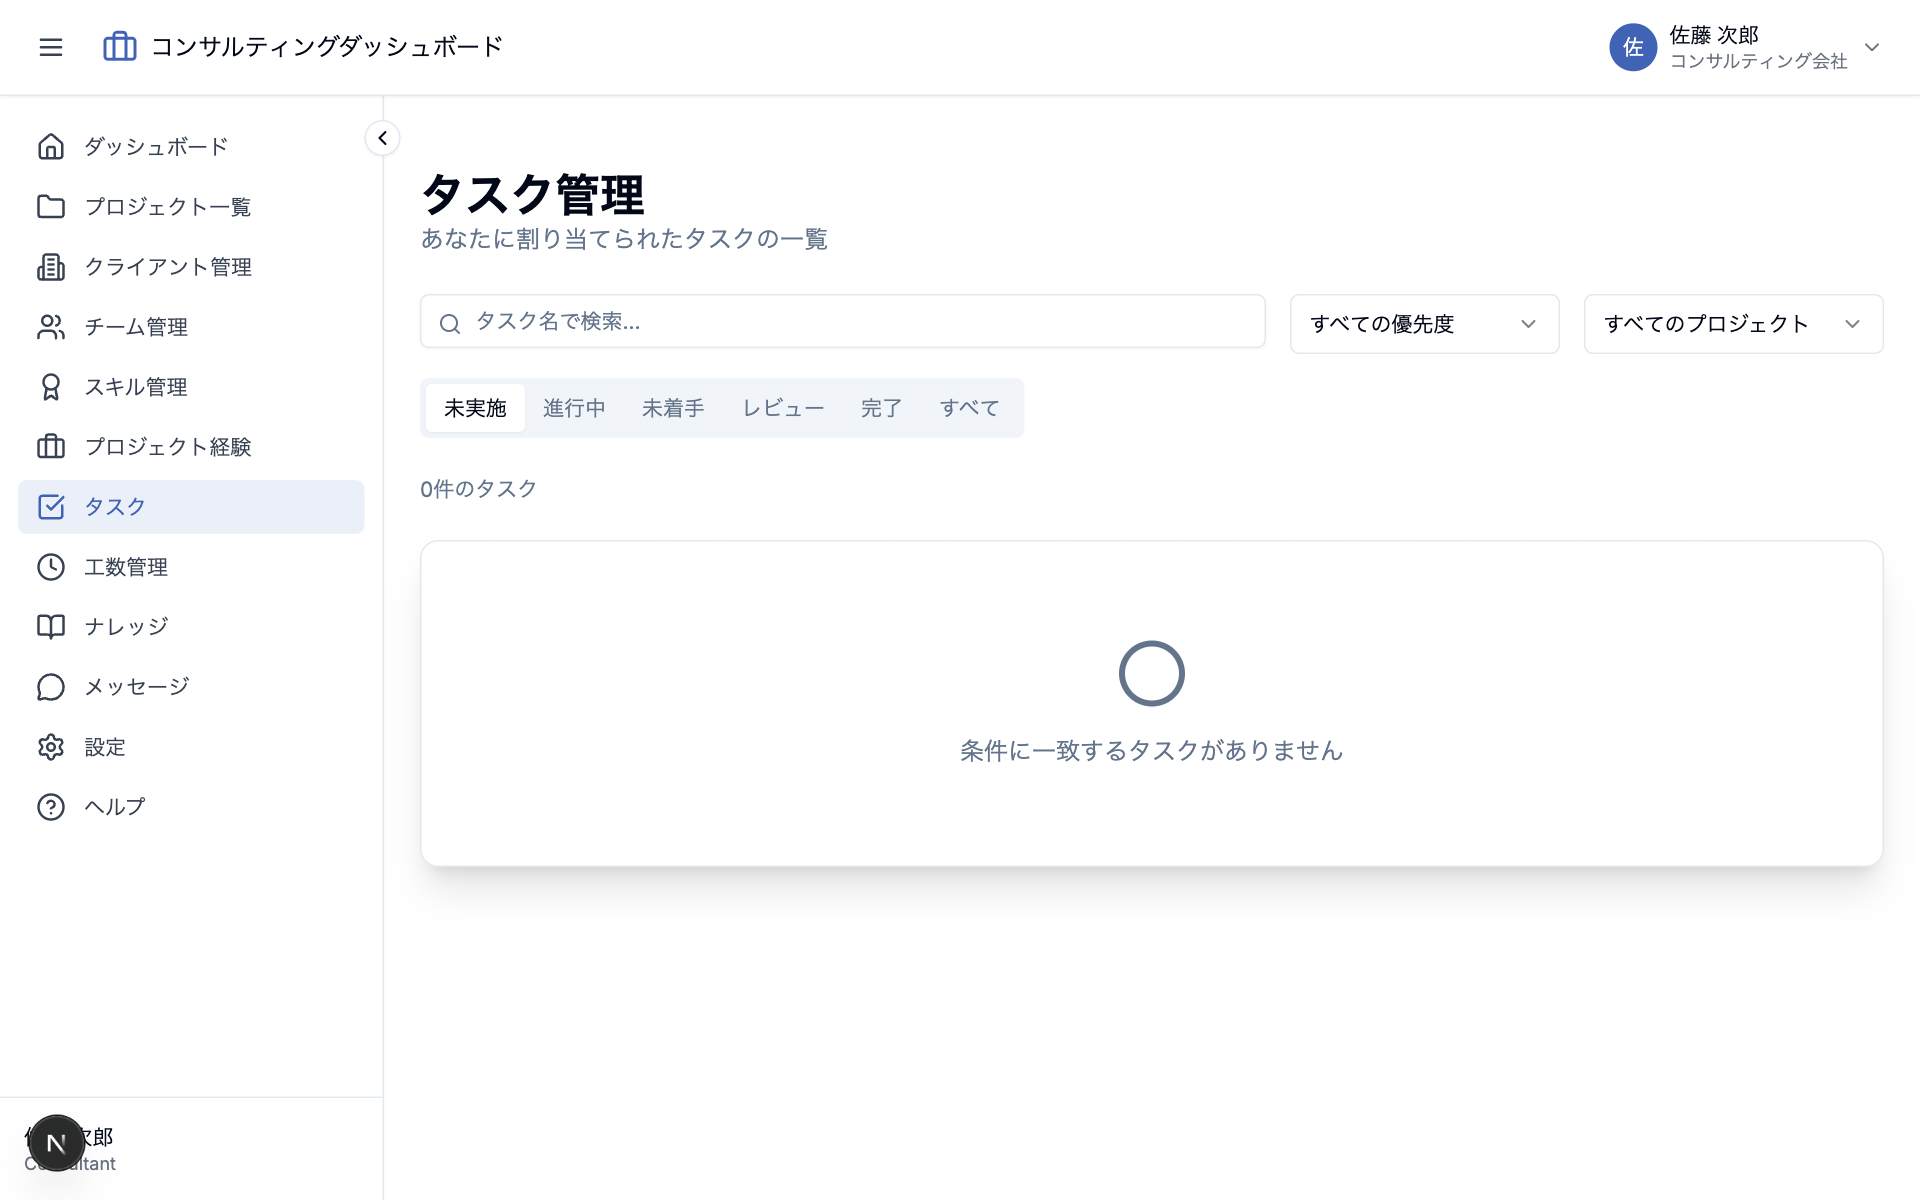 コンサルティングダッシュボード
佐
佐藤 次郎
コンサルティング会社
ダッシュボード
プロジェクト一覧
クライアント管理
チーム管理
スキル管理
プロジェクト経験
タスク
工数管理
ナレッジ
メッセージ
設定
ヘルプ
タスク管理
あなたに割り当てられたタスクの一覧
タスク名で検索...
すべての優先度
すべてのプロジェクト
未実施
進行中
未着手
レビュー
完了
すべて
0件のタスク
条件に一致するタスクがありません
N